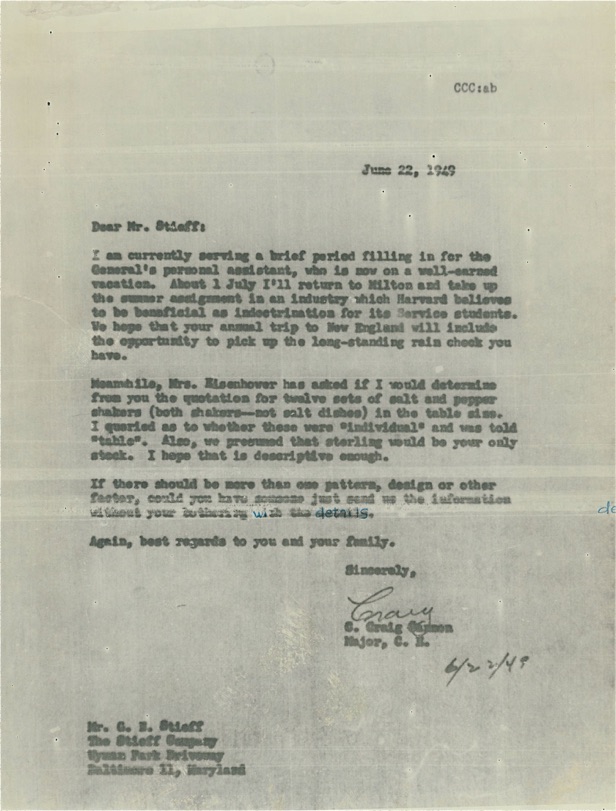 CCC:ab
June 22, 1949
Dear Mr. Stieff:
I am currently serving a brief period filling in for the
General's personal assistant, who is now on a well-earned
vacation. About 1 July I'll return to Milton and take up
the summer assignment in an industry which Harvard believes
to be beneficial as indoctrination for its Service students.
We hope that your annual trip to New England will include
the opportunity to pick up the long-standing rain check you
have.
Meanwhile, Mrs. Eisenhower has asked if I would determine
from you the quotation for twelve sets of salt and pepper
shakers (both shakers--not salt dishes) in the table size.
I queried as to whether these were "individual" and was told
"table". Also, we presumed that sterling would be your only
stock. I hope that is descriptive enough.
If there should be more than one pattern, design or other
factor, could you have someone just send us the information
without your bothering with the details.
de
Again, best regards to you and your family.
Sincerely,
Craig
C. Craig Cannon
Major, C. E.
6/22/49
Mr. G. B. Stieff
The Stieff Company
Wyman Park Driveway
Baltimore 11, Maryland